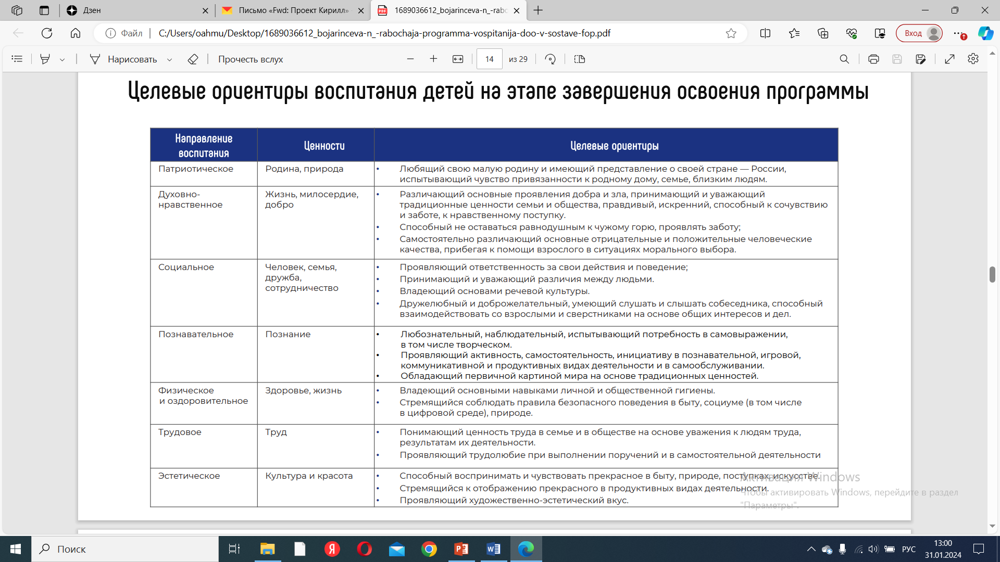 Дзен
Письмо «Fwd: Проект Кирилл»
1689036612_bojarinceva-n_-rabo
Файл
C:/Users/oahmu/Desktop/1689036612_bojarinceva-n_-rabochaja-programma-vospitanija-doo-v-sostave-fop.pdf
Вход
Нарисовать
Прочесть вслух
14
из 29
Целевые ориентиры воспитания детей на этапе завершения освоения программы
Направление
воспитания
Ценности
Целевые ориентиры
Патриотическое
Родина, природа
• Любящий свою малую родину и имеющий представление о своей стране — России,
испытывающий чувство привязанности к родному дому, семье, близким людям.
Духовно-
нравственное
Жизнь, милосердие,
добро
• Различающий основные проявления добра и зла, принимающий и уважающий
традиционные ценности семьи и общества, правдивый, искренний, способный к сочувствию
и заботе, к нравственному поступку.
• Способный не оставаться равнодушным к чужому горю, проявлять заботу;
• Самостоятельно различающий основные отрицательные и положительные человеческие
качества, прибегая к помощи взрослого в ситуациях морального выбора.
Социальное
Человек, семья,
дружба,
сотрудничество
• Проявляющий ответственность за свои действия и поведение;
• Принимающий и уважающий различия между людьми.
• Владеющий основами речевой культуры.
• Дружелюбный и доброжелательный, умеющий слушать и слышать собеседника, способный
взаимодействовать со взрослыми и сверстниками на основе общих интересов и дел.
Познавательное
Познание
• Любознательный, наблюдательный, испытывающий потребность в самовыражении,
в том числе творческом.
• Проявляющий активность, самостоятельность, инициативу в познавательной, игровой,
коммуникативной и продуктивных видах деятельности и в самообслуживании.
• Обладающий первичной картиной мира на основе традиционных ценностей.
Физическое
и оздоровительное
Здоровье, жизнь
• Владеющий основными навыками личной и общественной гигиены.
• Стремящийся соблюдать правила безопасного поведения в быту, социуме (в том числе
в цифровой среде), природе.
Трудовое
Труд
• Понимающий ценность труда в семье и в обществе на основе уважения к людям труда,
результатам их деятельности.
• Проявляющий трудолюбие при выполнении поручений и в самостоятельной деятельности
Эстетическое
Культура и красота
• Способный воспринимать и чувствовать прекрасное в быту, природе, поступках, искусстве.
• Стремящийся к отображению прекрасного в продуктивных видах деятельности.
• Проявляющий художественно-эстетический вкус.
Активация Windows
Чтобы активировать Windows, перейдите в раздел
"Параметры".
Поиск
РУС
13:00
31.01.2024